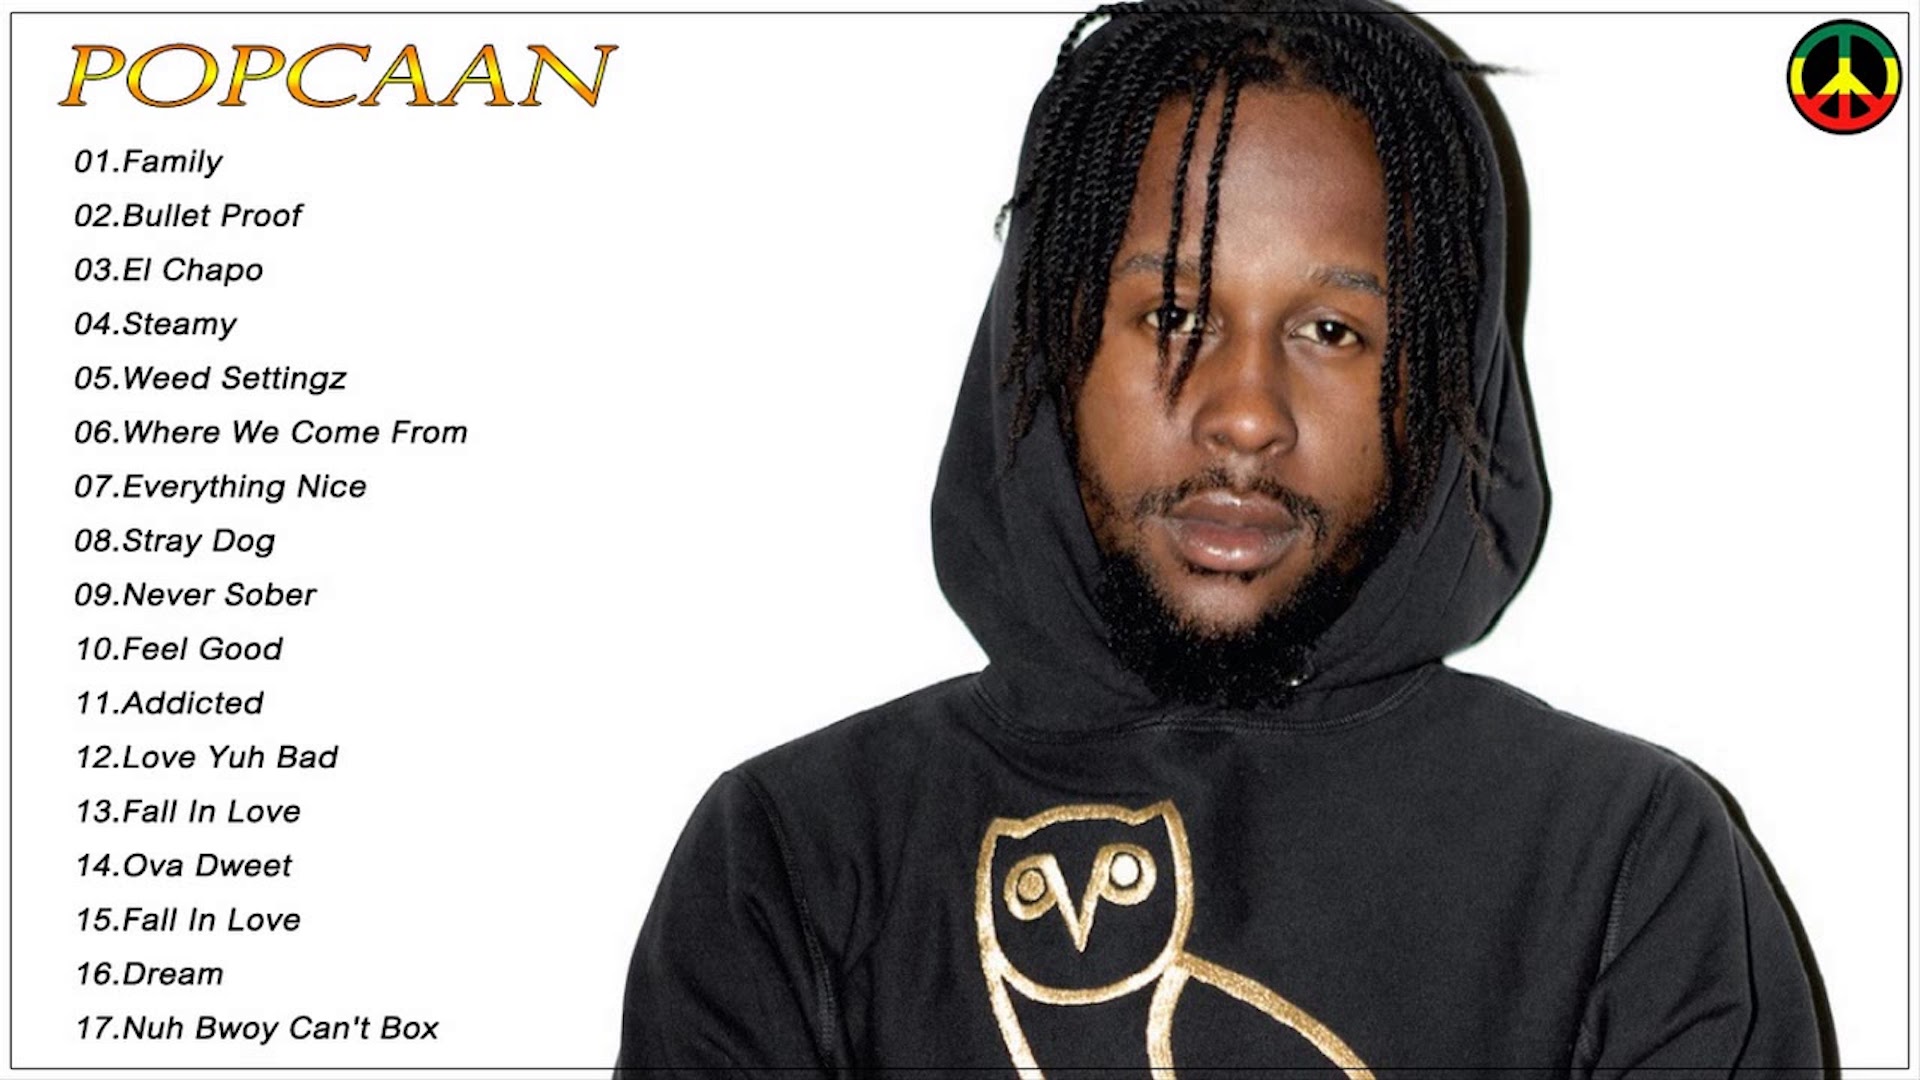 POPCAAN
01.Family
02.Bullet Proof
03.El Chapo
04.Steamy
05.Weed Settingz
06.Where We Come From
07.Everything Nice
08.Stray Dog
09.Never Sober
10.Feel Good
11.Addicted
12.Love Yuh Bad
13.Fall In Love
14.Ova Dweet
15.Fall In Love
16.Dream
17.Nuh Bwoy Can't Box